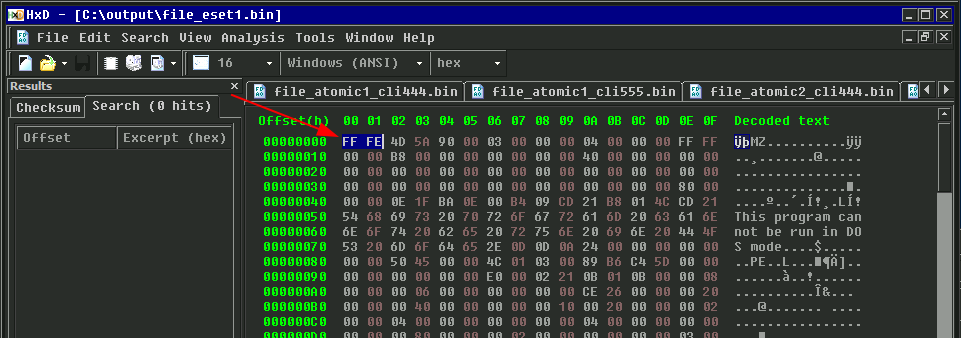 HxD - [C:\output\file_eset1.bin]
File Edit Search View Analysis Tools Window Help
16 Windows (ANSI) hex
Results
Checksum Search (0 hits)
Offset Excerpt (hex)
file_atomic1_cli444.bin file_atomic1_cli555.bin file_atomic2_cli444.bin
Offset(h) 00 01 02 03 04 05 06 07 08 09 0A 0B 0C 0D 0E 0F Decoded text
00000000 FF FE 4D 5A 90 00 03 00 00 00 04 00 00 00 FF FF ÿþMZ..........ÿÿ
00000010 00 00 B8 00 00 00 00 00 00 00 40 00 00 00 00 00 ..¸.......@.....
00000020 00 00 00 00 00 00 00 00 00 00 00 00 00 00 00 00 ................
00000030 00 00 00 00 00 00 00 00 00 00 00 00 00 00 80 00
00000040 00 00 0E 1F BA 0E 00 B4 09 CD 21 B8 01 4C CD 21 ....º..´.Í!¸.LÍ!
00000050 54 68 69 73 20 70 72 6F 67 72 61 6D 20 63 61 6E This program can
00000060 6E 6F 74 20 62 65 20 72 75 6E 20 69 6E 20 44 4F not be run in DO
00000070 53 20 6D 6F 64 65 2E 0D 0D 0A 24 00 00 00 00 00 S mode....$.....
00000080 00 00 50 45 00 00 4C 01 03 00 89 B6 C4 5D 00 00 ..PE..L...■¶Ä]..
00000090 00 00 00 00 00 00 E0 00 02 21 0B 01 0B 00 00 08 ......à..!......
000000A0 00 00 00 06 00 00 00 00 00 00 CE 26 00 00 00 20 ..........Î&...
000000B0 00 00 00 40 00 00 00 00 00 10 00 20 00 00 00 02 ...@....... ....
000000C0 00 00 04 00 00 00 00 00 00 00 04 00 00 00 00 00 ................